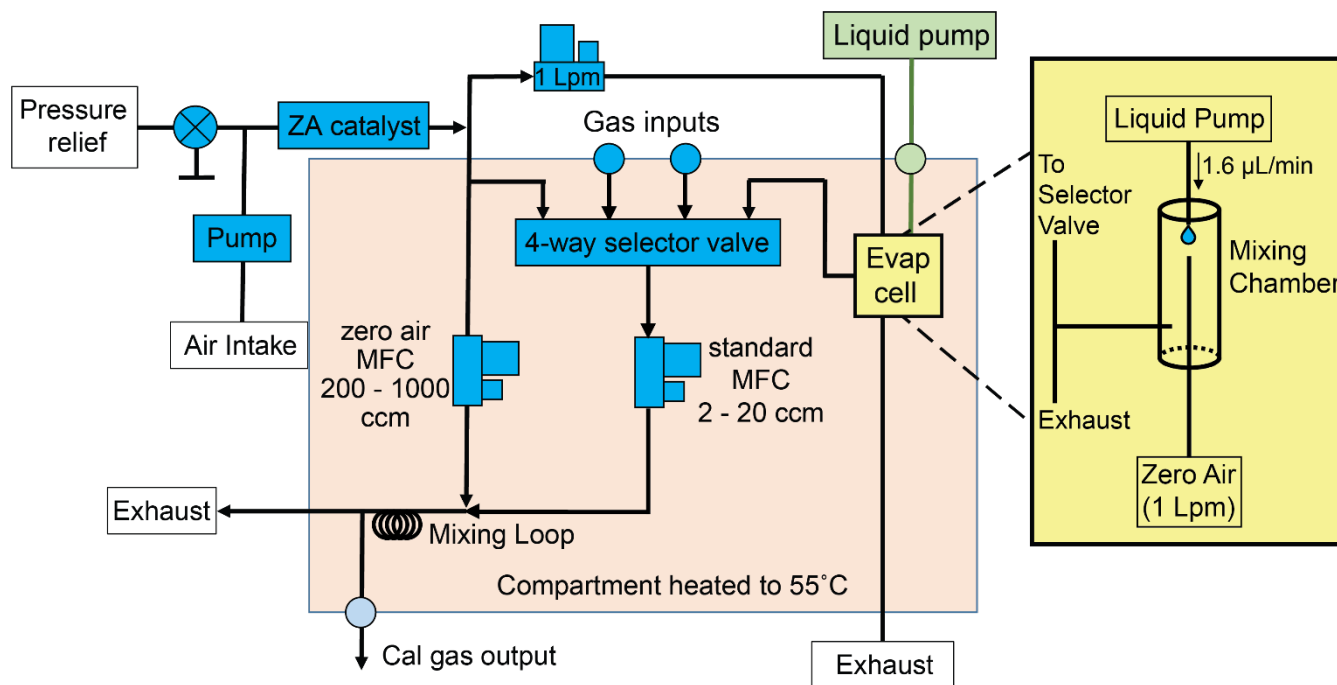 Pressure
relief
ZA catalyst
1 Lpm
Liquid pump
Gas inputs
4-way selector valve
Pump
Air Intake
Evap
cell
zero air
MFC
200 - 1000
ccm
standard
MFC
2 - 20 ccm
Exhaust
Mixing Loop
Compartment heated to 55˚C
Cal gas output
Exhaust
Liquid Pump
1.6 µL/min
To
Selector
Valve
Mixing
Chamber
Exhaust
Zero Air
(1 Lpm)